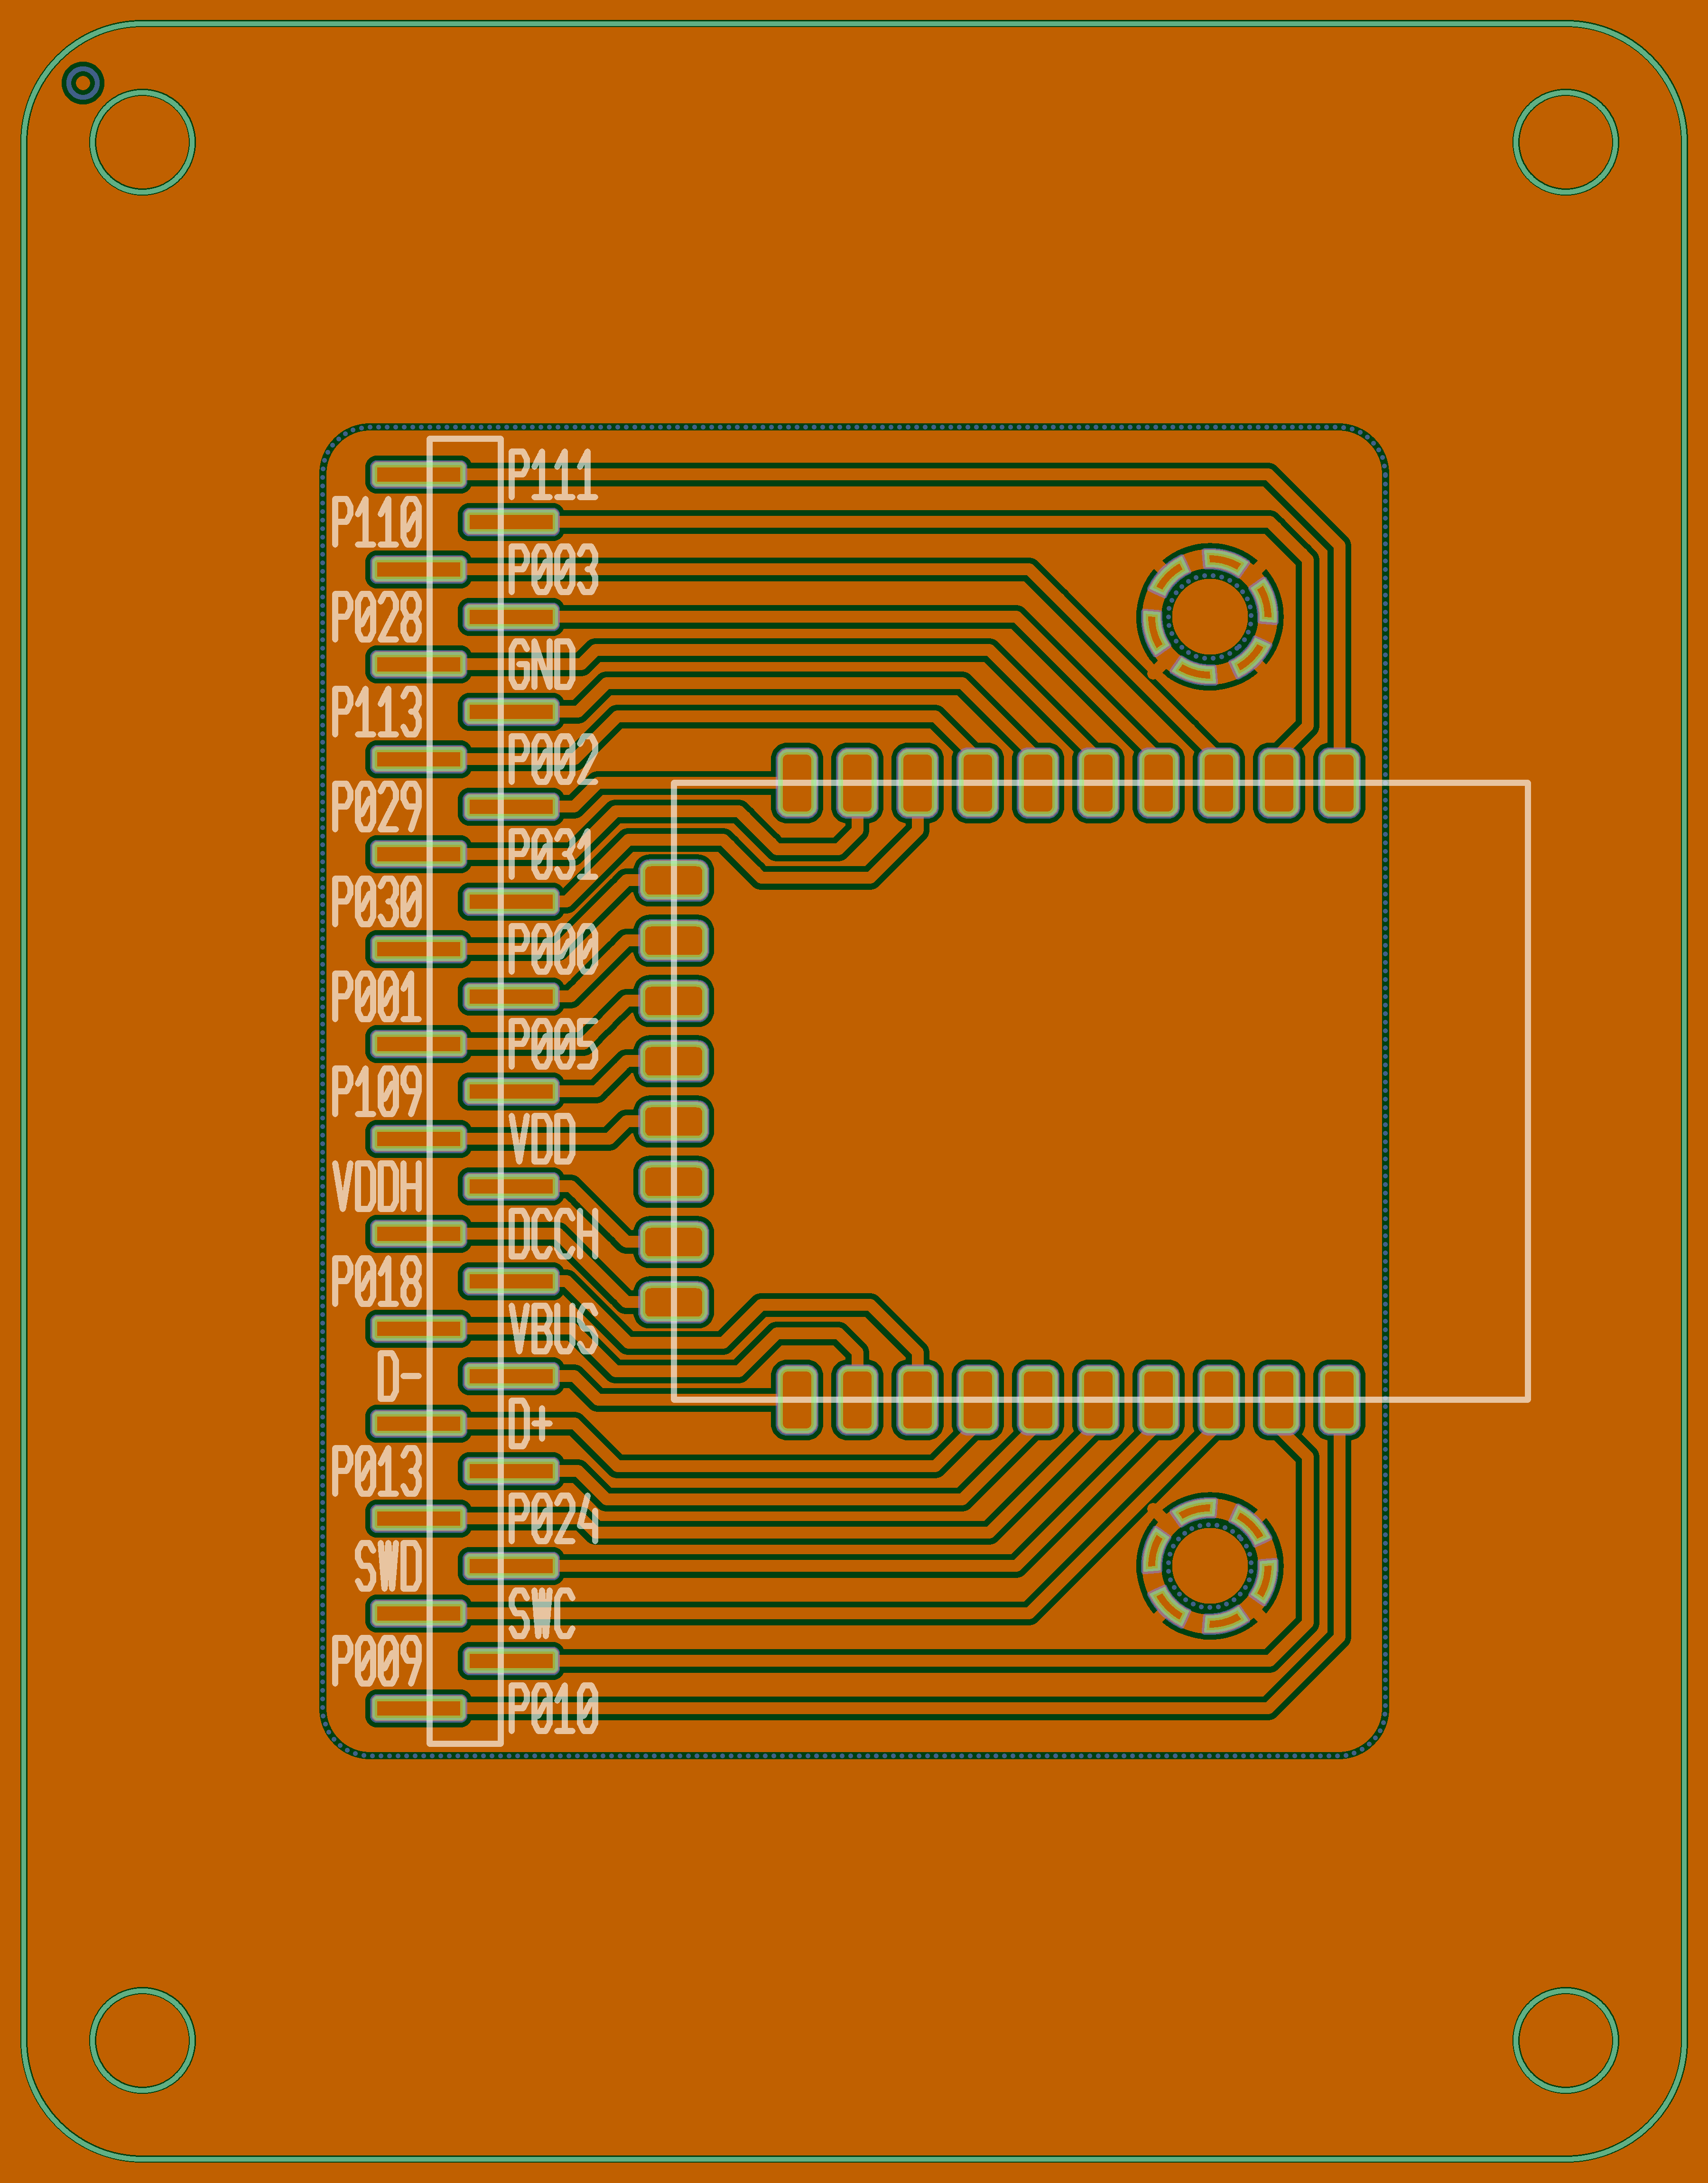 P111
P110
P003
P028
GND
P113
P002
P029
P031
P030
P000
P001
P005
P109
VDD
VDDH
DCCH
P018
VBUS
D-
D+
P013
P024
SWD
SWC
P009
P010